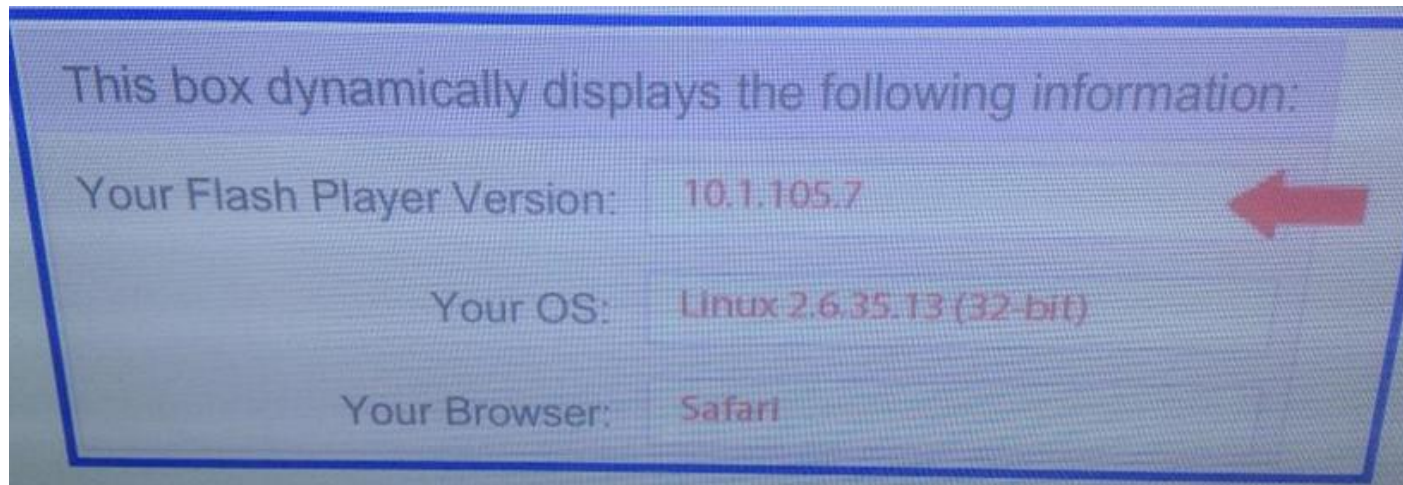 This box dynamically displays the following information:
Your Flash Player Version: 10.1.105.7
Your OS: Linux 2.6.35.13 (32-bit)
Your Browser: Safari